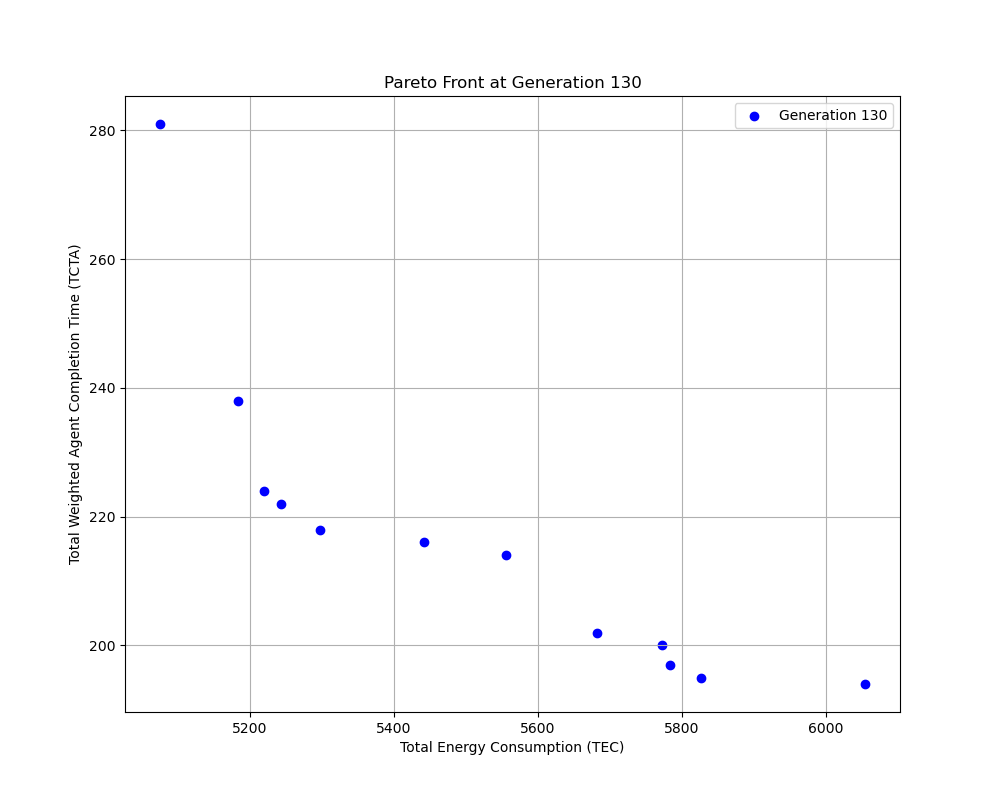 Pareto Front at Generation 130
Generation 130
Total Weighted Agent Completion Time (TCTA)
280
260
240
220
200
5200 5400 5600 5800 6000
Total Energy Consumption (TEC)